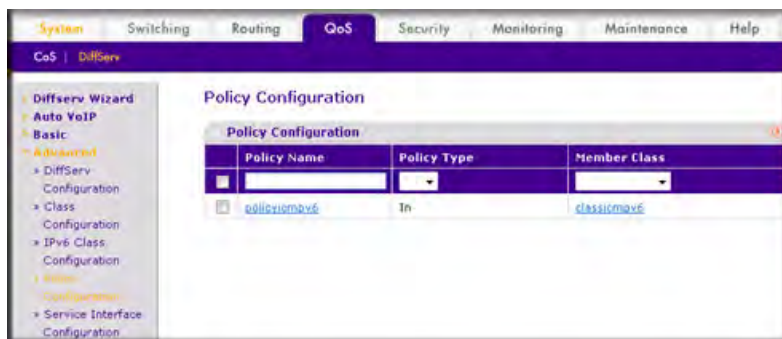 System Switching Routing QoS Security Monitoring Maintenance Help
CoS | DiffServ
Diffserv Wizard
Auto VoIP
Basic
Advanced
» DiffServ
Configuration
» Class
Configuration
» IPv6 Class
Configuration
» Policy
Configuration
» Service Interface
Configuration
Policy Configuration
Policy Configuration
Policy Name Policy Type Member Class
policyicmpv6 In classicmpv6